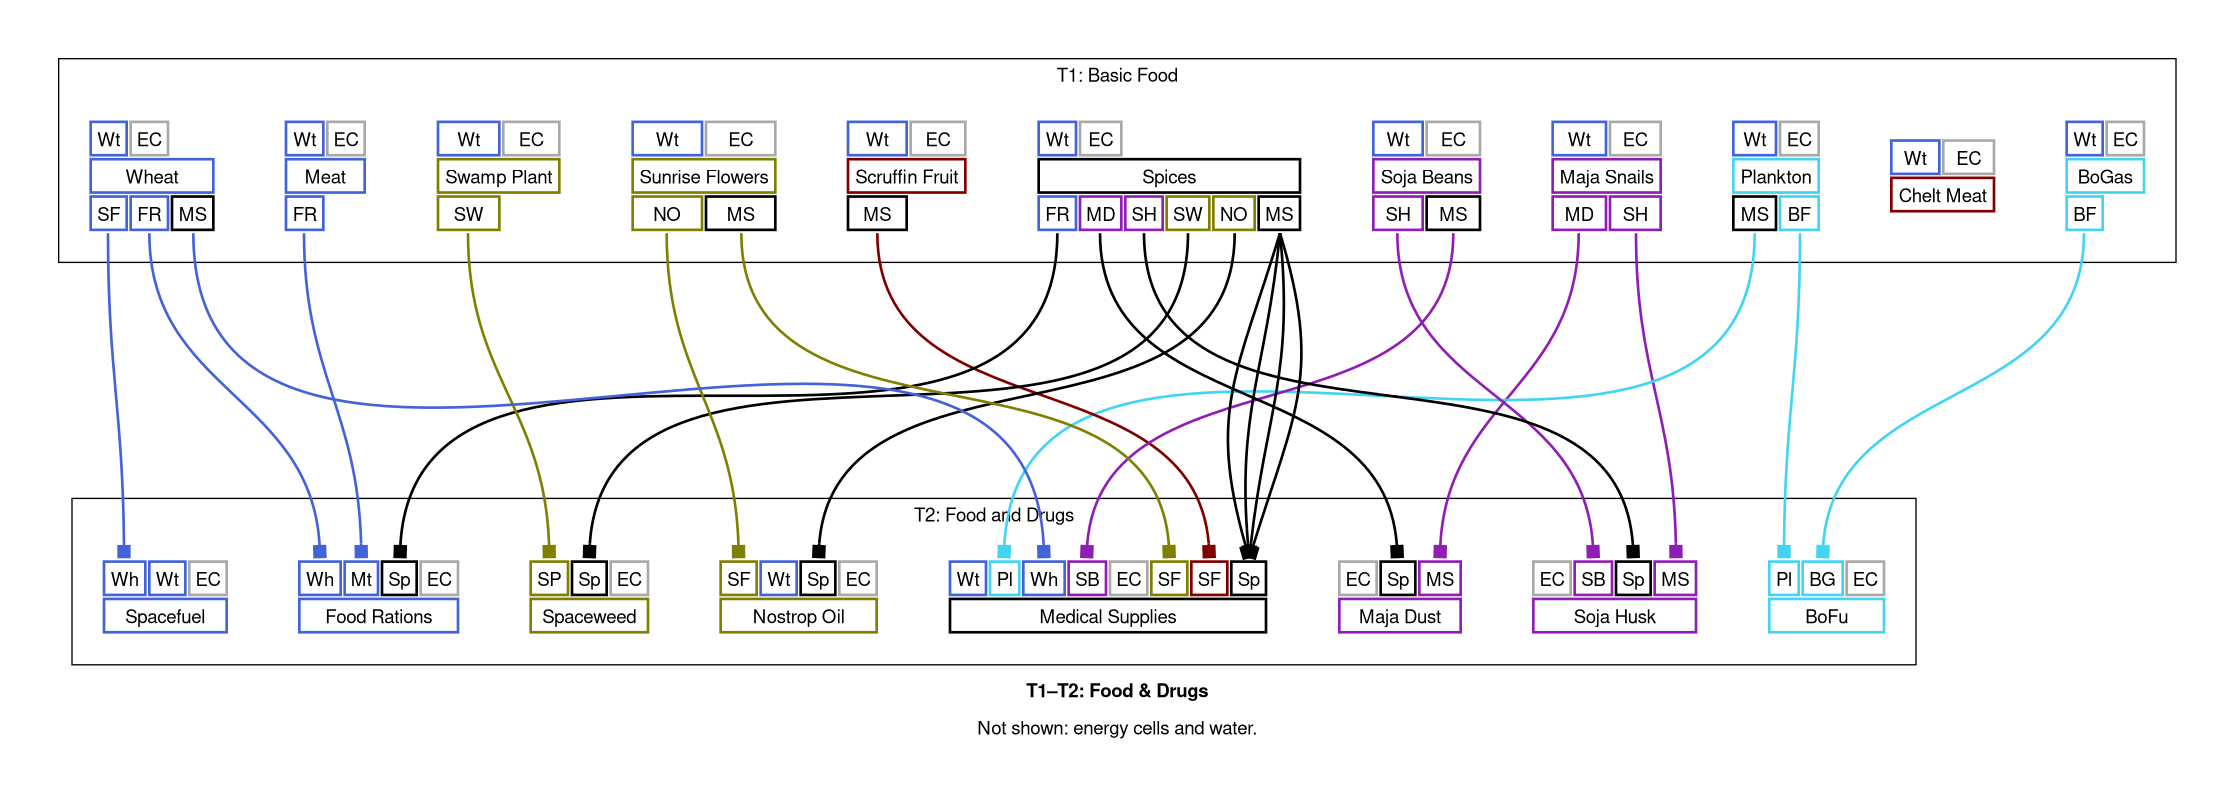 T1: Basic Food
Wt EC Wt EC Wt EC Wt EC Wt EC Wt EC Wt EC Wt EC Wt EC Wt EC Wt EC
Wheat Meat Swamp Plant Sunrise Flowers Scruffin Fruit Spices Soja Beans Maja Snails Plankton Chelt Meat BoGas
SF FR MS FR SW NO MS MS FR MD SH SW NO MS SH MS MD SH MS BF BF
T2: Food and Drugs
Wh Wt EC Wh Mt Sp EC SP Sp EC SF Wt Sp EC Wt Pl Wh SB EC SF SF Sp EC Sp MS EC SB Sp MS Pl BG EC
Spacefuel Food Rations Spaceweed Nostrop Oil Medical Supplies Maja Dust Soja Husk BoFu
T1–T2: Food & Drugs
Not shown: energy cells and water.